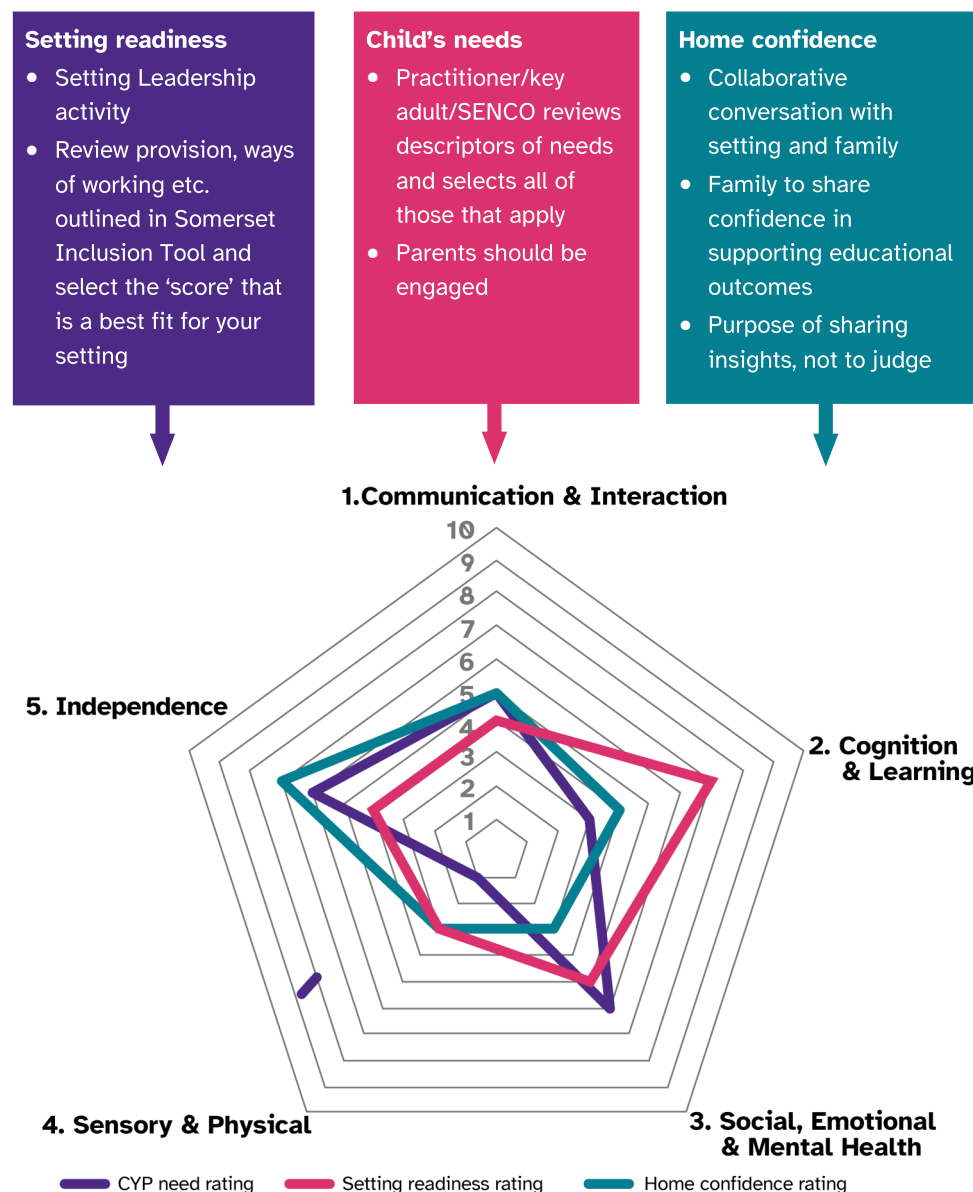 Setting readiness
• Setting Leadership
activity
• Review provision, ways
of working etc.
outlined in Somerset
Inclusion Tool and
select the ‘score’ that
is a best fit for your
setting
Child’s needs
• Practitioner/key
adult/SENCO reviews
descriptors of needs
and selects all of
those that apply
• Parents should be
engaged
Home confidence
• Collaborative
conversation with
setting and family
• Family to share
confidence in
supporting educational
outcomes
• Purpose of sharing
insights, not to judge
1.Communication & Interaction
10
9
8
7
6
5
4
3
2
1
5. Independence
2. Cognition
& Learning
4. Sensory & Physical
3. Social, Emotional
& Mental Health
CYP need rating
Setting readiness rating
Home confidence rating